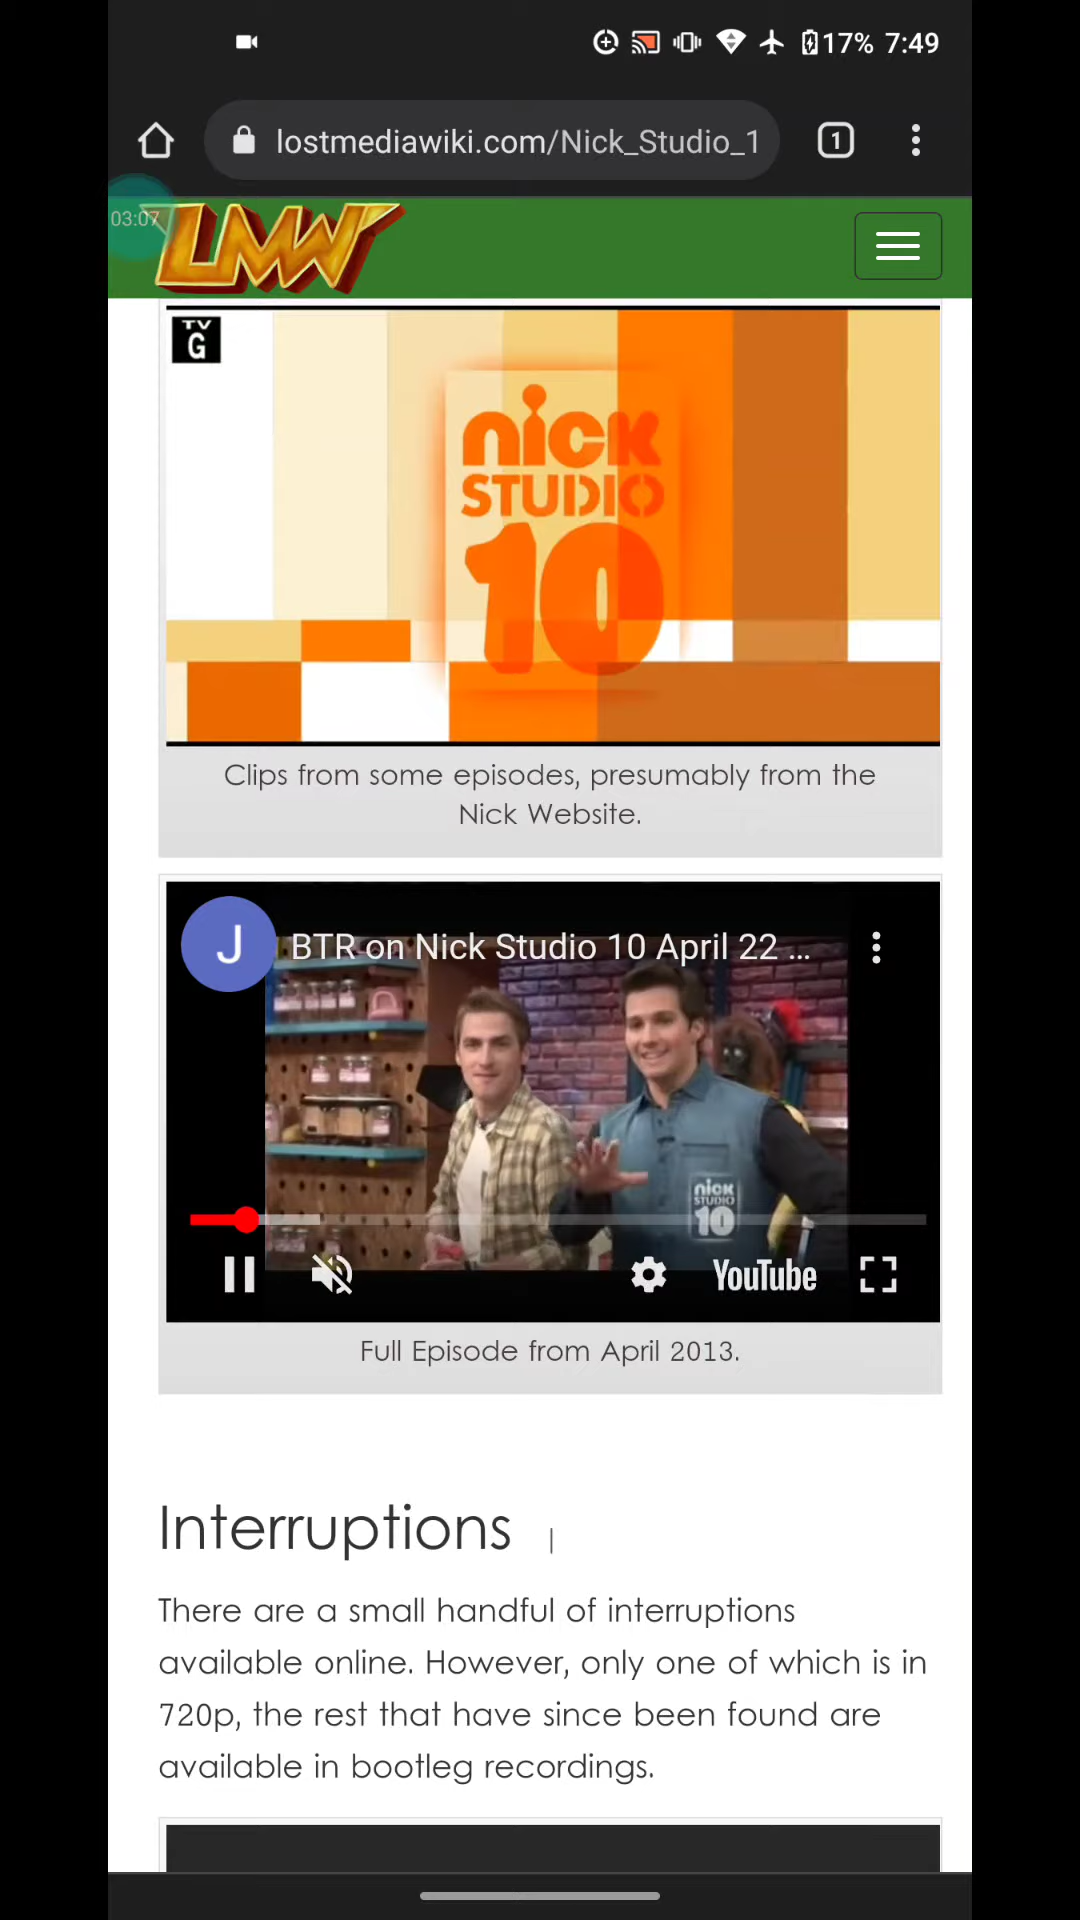 17% 7:49
lostmediawiki.com/Nick_Studio_1
1
03:07
LMW
TV
G
nick
STUDIO
10
Clips from some episodes, presumably from the
Nick Website.
J
BTR on Nick Studio 10 April 22 ...
nick
STUDIO
10
YouTube
Full Episode from April 2013.
Interruptions |
There are a small handful of interruptions
available online. However, only one of which is in
720p, the rest that have since been found are
available in bootleg recordings.